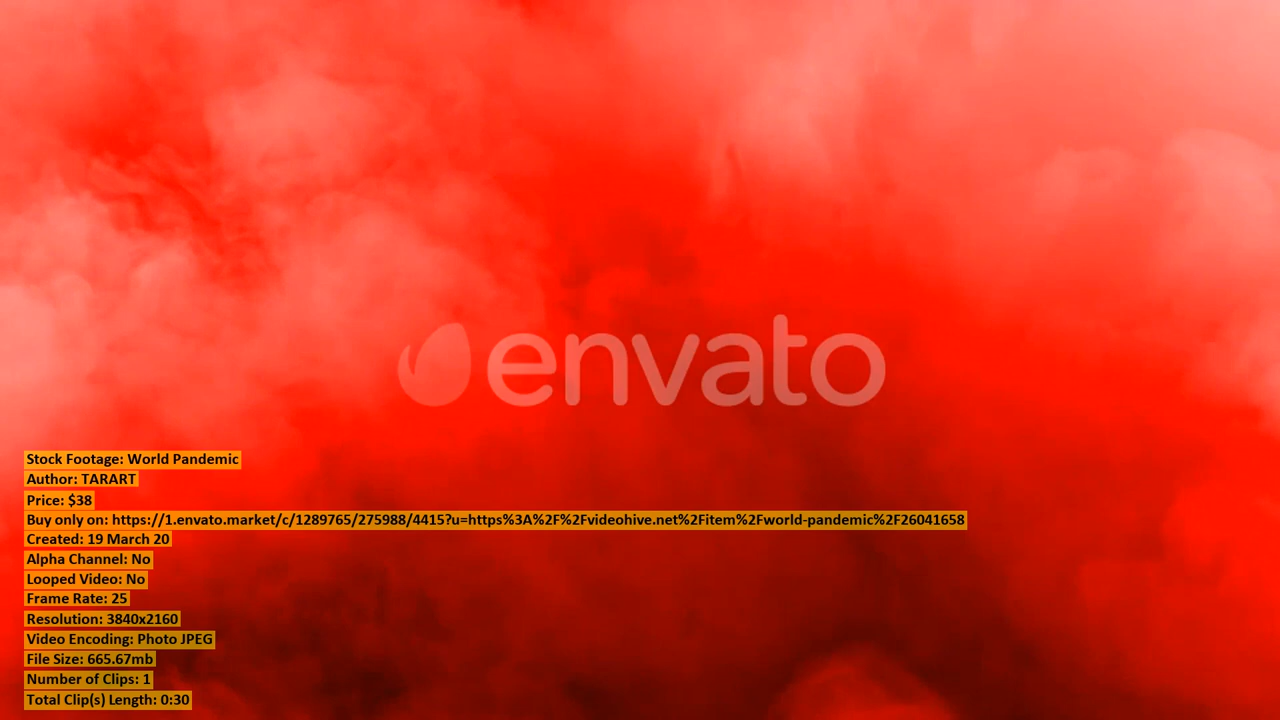 envato
Stock Footage: World Pandemic
Author: TARART
Price: $38
Buy only on: https://1.envato.market/c/1289765/275988/4415?u=https%3A%2F%2Fvideohive.net%2Fitem%2Fworld-pandemic%2F26041658
Created: 19 March 20
Alpha Channel: No
Looped Video: No
Frame Rate: 25
Resolution: 3840x2160
Video Encoding: Photo JPEG
File Size: 665.67mb
Number of Clips: 1
Total Clip(s) Length: 0:30